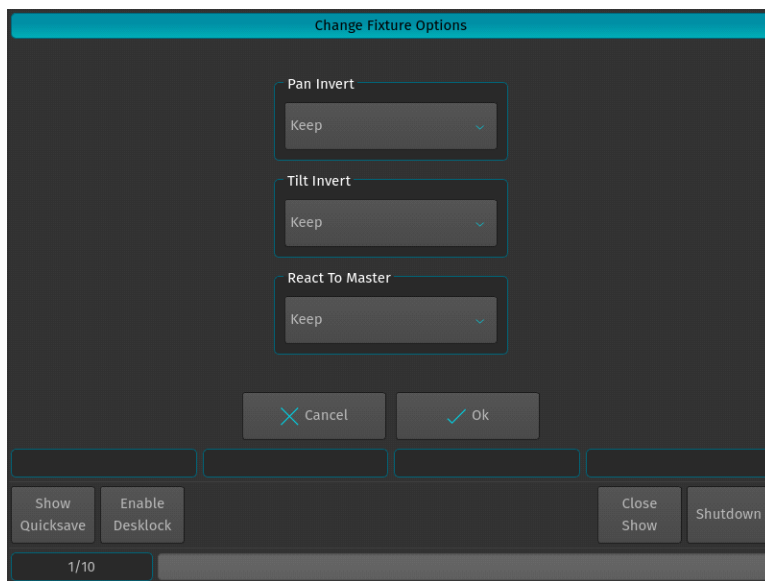 Change Fixture Options
Pan Invert
Keep
Tilt Invert
Keep
React To Master
Keep
Cancel
Ok
Show
Quicksave
Enable
Desklock
Close
Show
Shutdown
1/10